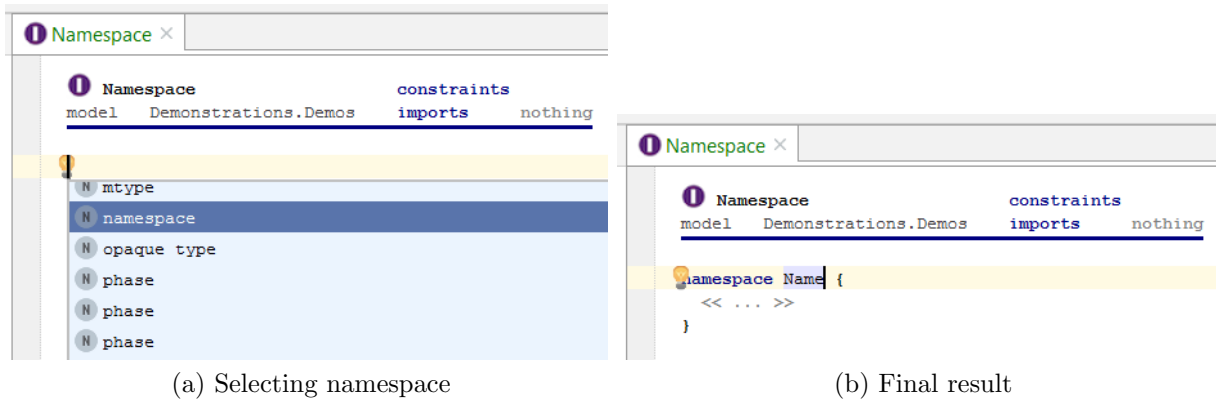 Namespace
Namespace constraints
model Demonstrations.Demos imports nothing
N mtype
N namespace
N opaque type
N phase
N phase
N phase
(a) Selecting namespace
Namespace
Namespace constraints
model Demonstrations.Demos imports nothing
namespace Name {
<< ... >>
}
(b) Final result